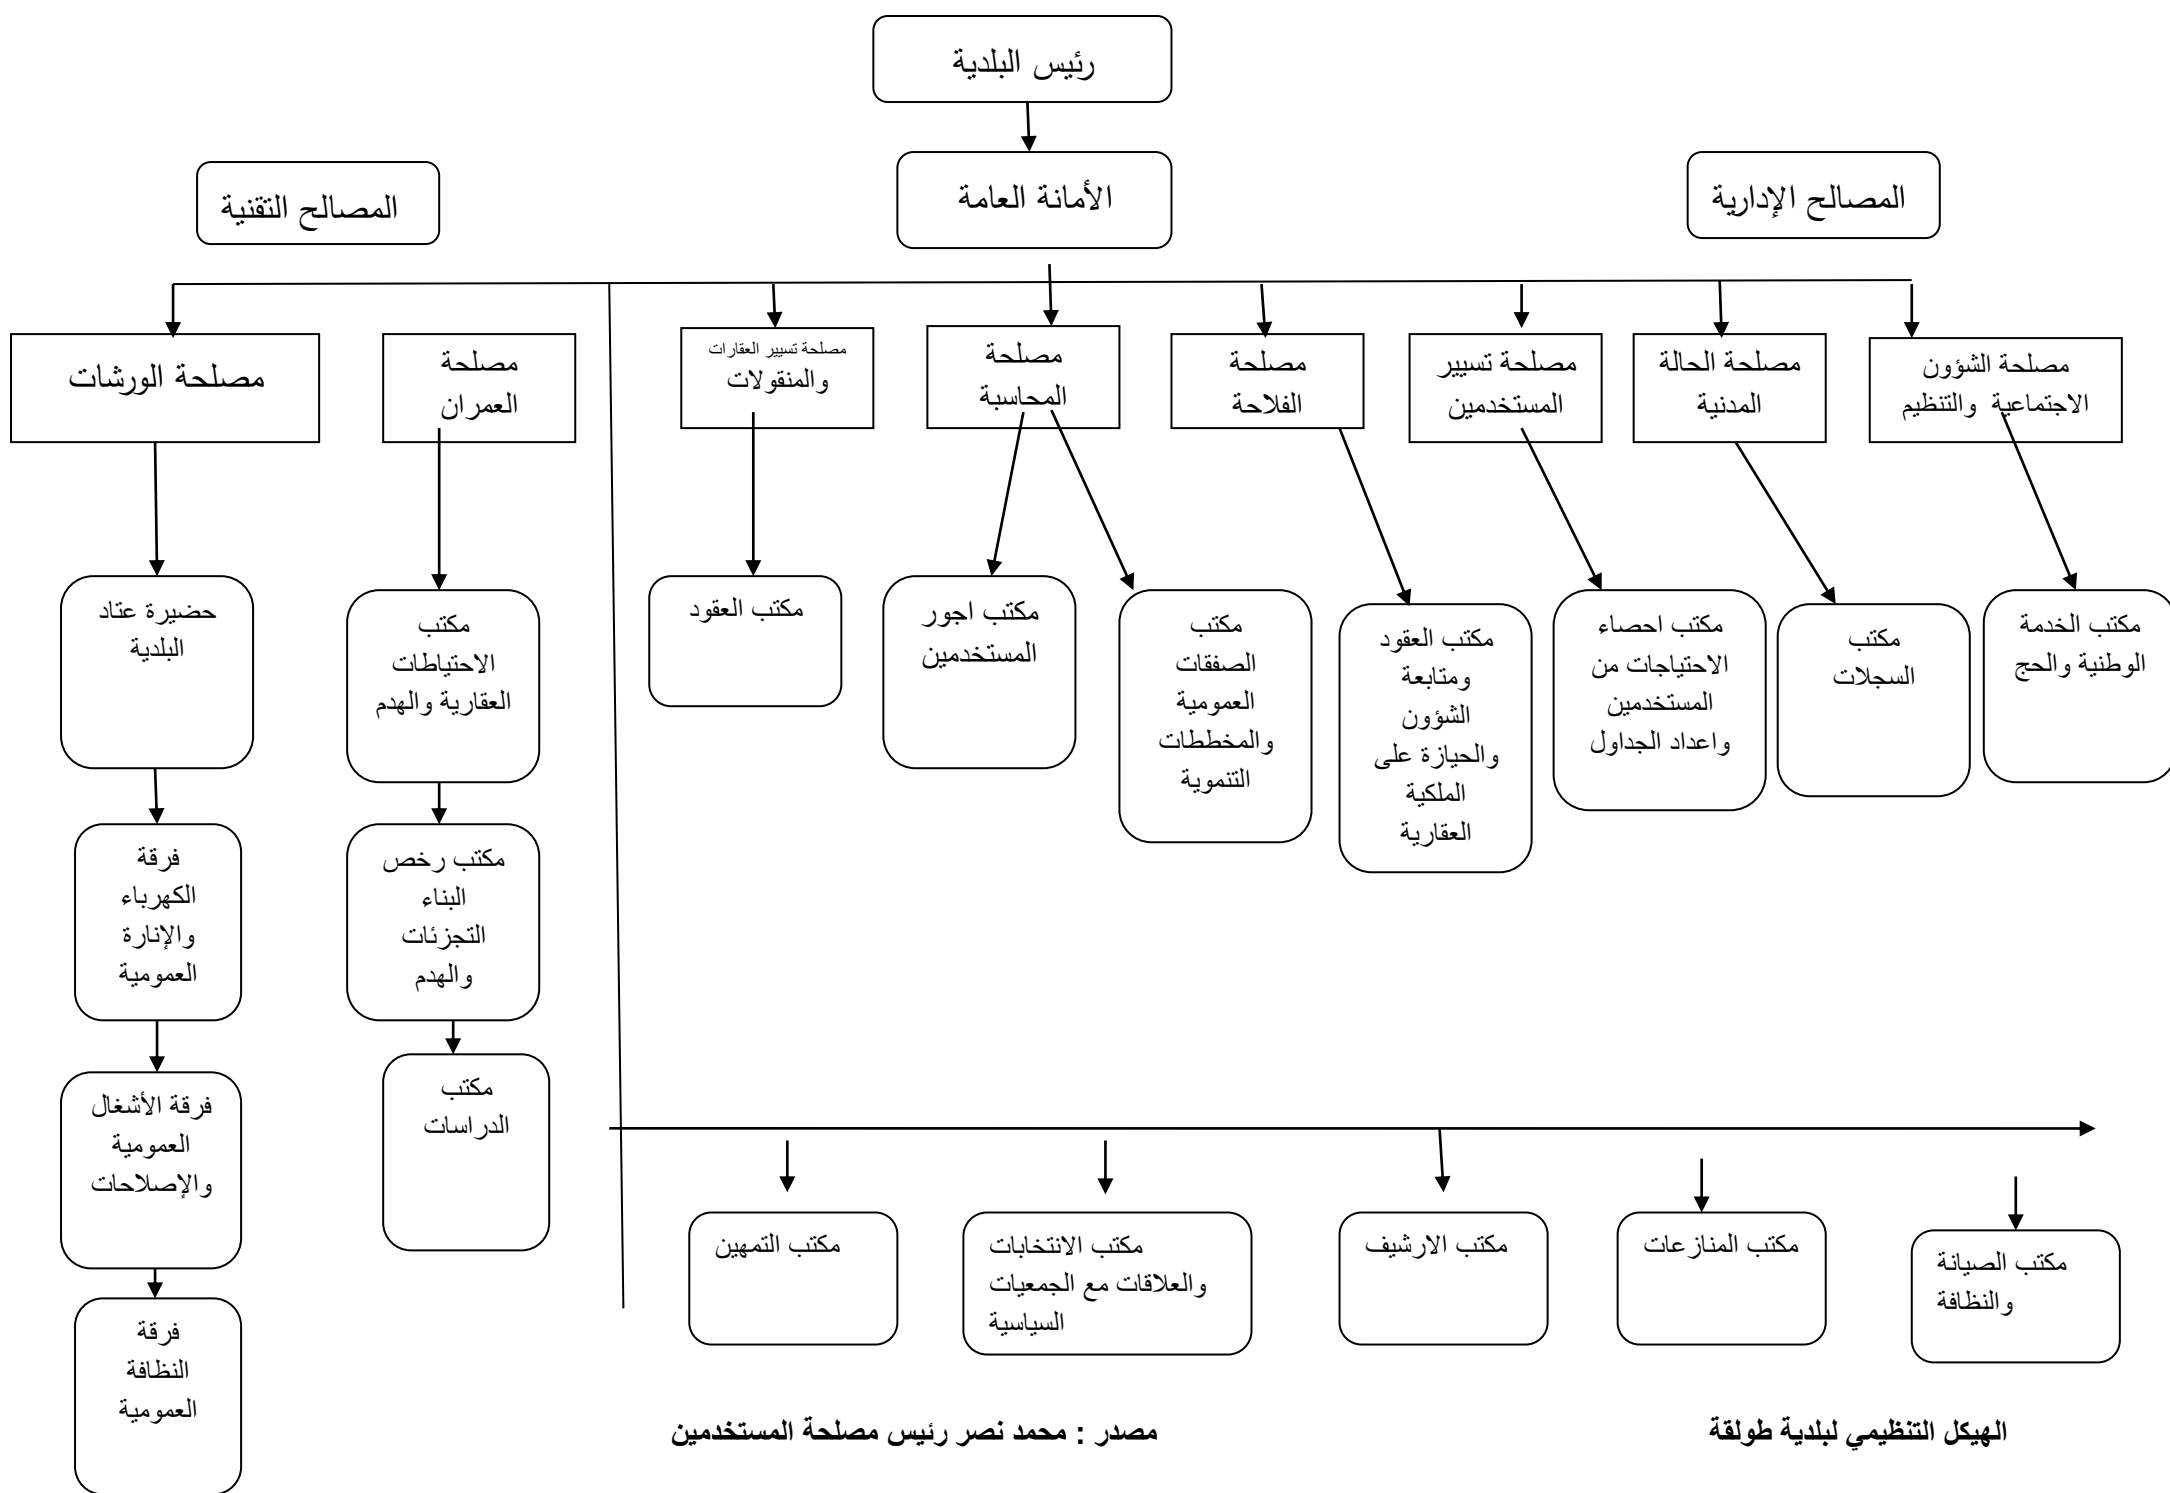 رئيس البلدية
الأمانة العامة
المصالح الإدارية
المصالح التقنية
مصلحة الشؤون
الاجتماعية والتنظيم
مصلحة الحالة
المدنية
مصلحة تسيير
المستخدمين
مصلحة
الفلاحة
مصلحة
المحاسبة
مصلحة تسيير العقارات
والمنقولات
مصلحة
العمران
مصلحة الورشات
مكتب الخدمة
الوطنية والحج
مكتب
السجلات
مكتب احصاء
الاحتياجات من
المستخدمين
واعداد الجداول
مكتب العقود
ومتابعة
الشؤون
والحيازة على
الملكية
العقارية
مكتب
الصفقات
العمومية
والمخططات
التنموية
مكتب اجور
المستخدمين
مكتب العقود
مكتب
الاحتياطات
العقارية والهدم
حضيرة عتاد
البلدية
مكتب رخص
البناء
التجزئات
والهدم
فرقة
الكهرباء
والإنارة
العمومية
مكتب
الدراسات
فرقة الأشغال
العمومية
والإصلاحات
مكتب الصيانة
والنظافة
مكتب المنازعات
مكتب الارشيف
مكتب الانتخابات
والعلاقات مع الجمعيات
السياسية
مكتب التمهين
فرقة
النظافة
العمومية
الهيكل التنظيمي لبلدية طولقة
مصدر : محمد نصر رئيس مصلحة المستخدمين